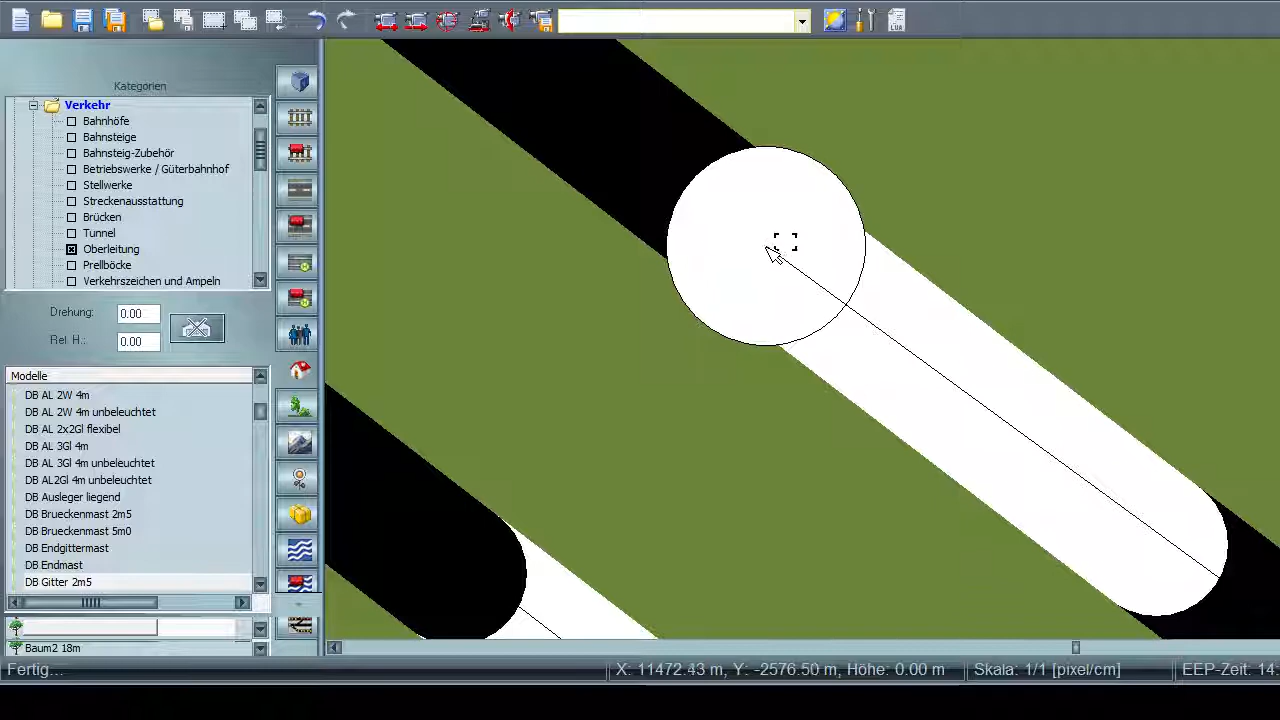 LUA
Kategorien
Verkehr
Bahnhöfe
Bahnsteige
Bahnsteig-Zubehör
Betriebswerke / Güterbahnhof
Stellwerke
Streckenausstattung
Brücken
Tunnel
Oberleitung
Prellböcke
Verkehrszeichen und Ampeln
Drehung: 0.00
Rel. H.: 0.00
Modelle
DB AL 2W 4m
DB AL 2W 4m unbeleuchtet
DB AL 2x2Gl flexibel
DB AL 3Gl 4m
DB AL 3Gl 4m unbeleuchtet
DB AL2Gl 4m unbeleuchtet
DB Ausleger liegend
DB Brueckenmast 2m5
DB Brueckenmast 5m0
DB Endgittermast
DB Endmast
DB Gitter 2m5
Baum2 18m
Fertig... X: 11472.43 m, Y: -2576.50 m, Höhe: 0.00 m Skala: 1/1 [pixel/cm] EEP-Zeit: 14: